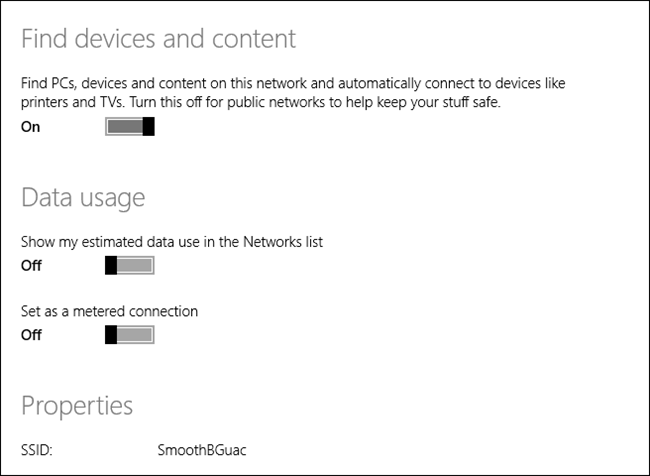 Find devices and content
Find PCs, devices and content on this network and automatically connect to devices like
printers and TVs. Turn this off for public networks to help keep your stuff safe.
On
Data usage
Show my estimated data use in the Networks list
Off
Set as a metered connection
Off
Properties
SSID: SmoothBGuac